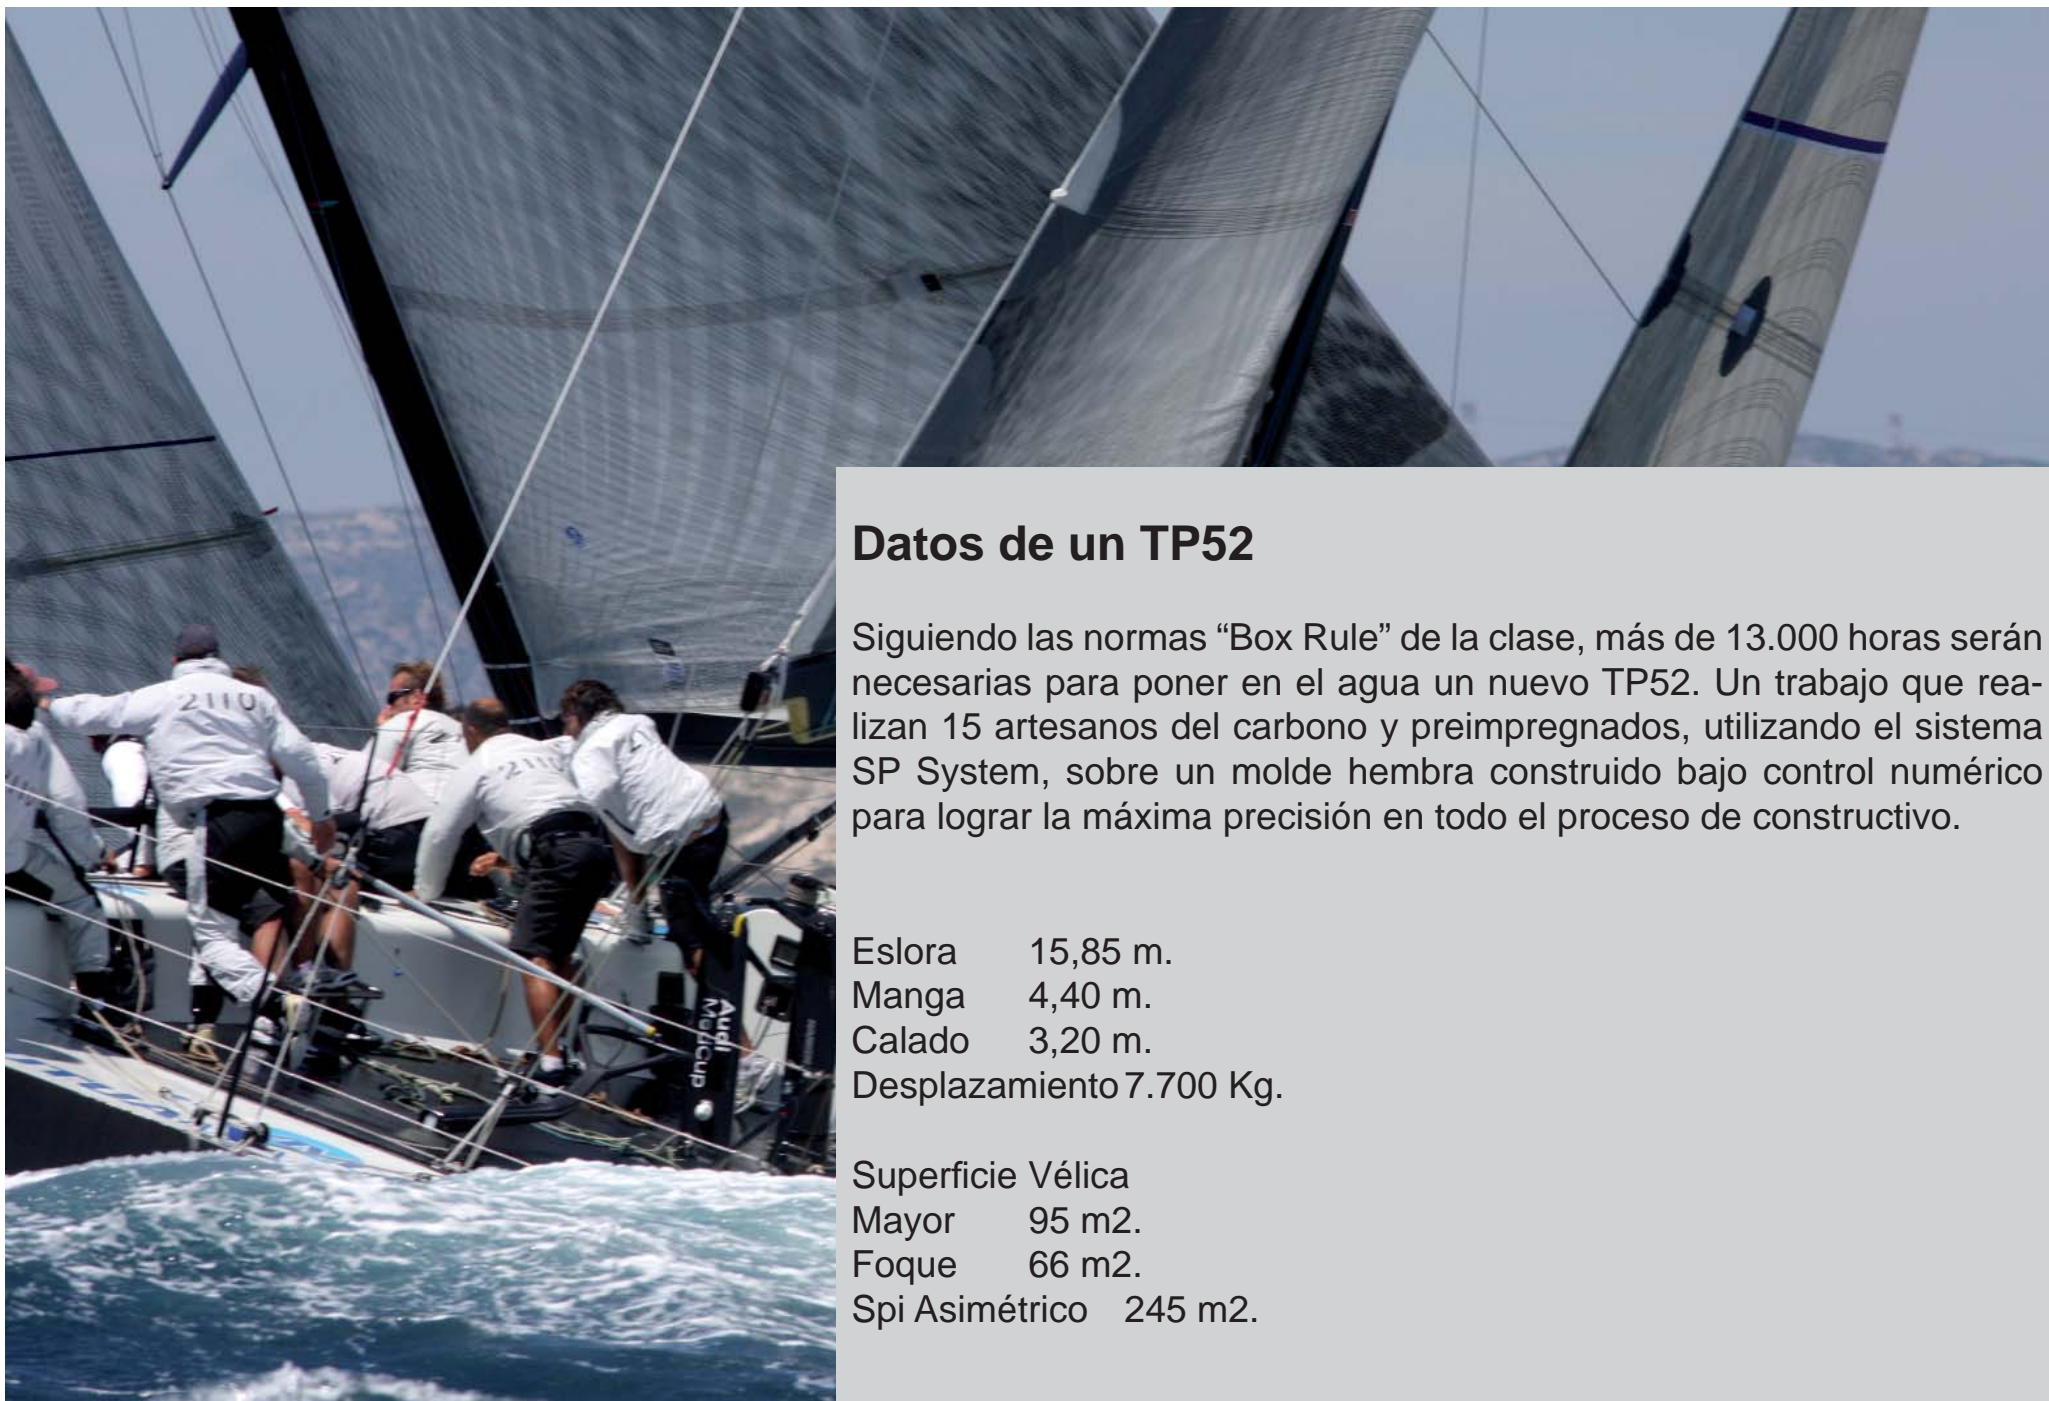 2110
2110
Audi
MedCup
Datos de un TP52
Siguiendo las normas “Box Rule” de la clase, más de 13.000 horas serán
necesarias para poner en el agua un nuevo TP52. Un trabajo que rea-
lizan 15 artesanos del carbono y preimpregnados, utilizando el sistema
SP System, sobre un molde hembra construido bajo control numérico
para lograr la máxima precisión en todo el proceso de constructivo.
Eslora 15,85 m.
Manga 4,40 m.
Calado 3,20 m.
Desplazamiento 7.700 Kg.
Superficie Vélica
Mayor 95 m2.
Foque 66 m2.
Spi Asimétrico 245 m2.